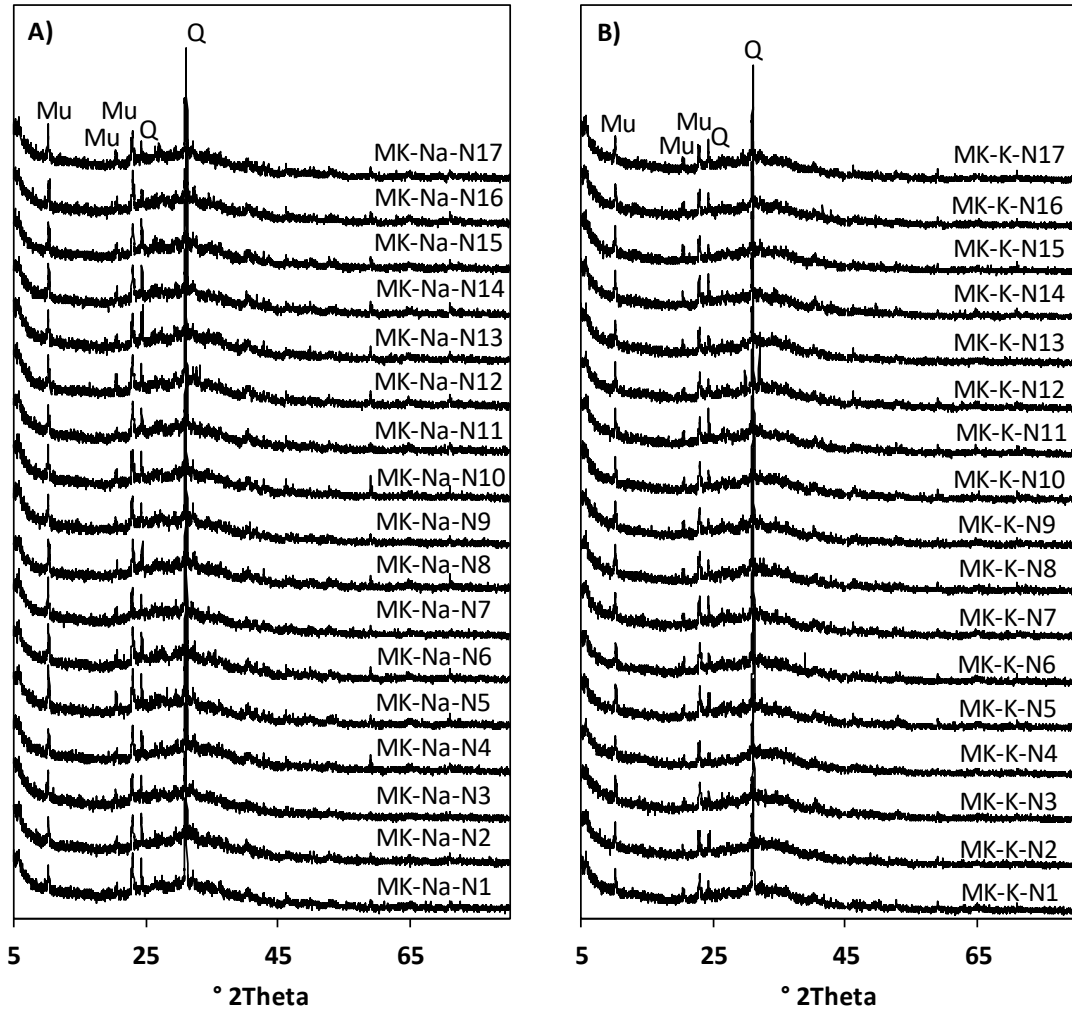 A)
Q
Mu
Mu
Mu
Q
MK-Na-N17
MK-Na-N16
MK-Na-N15
MK-Na-N14
MK-Na-N13
MK-Na-N12
MK-Na-N11
MK-Na-N10
MK-Na-N9
MK-Na-N8
MK-Na-N7
MK-Na-N6
MK-Na-N5
MK-Na-N4
MK-Na-N3
MK-Na-N2
MK-Na-N1
5 25 45 65
° 2Theta
B)
Q
Mu
Mu
Mu
Q
MK-K-N17
MK-K-N16
MK-K-N15
MK-K-N14
MK-K-N13
MK-K-N12
MK-K-N11
MK-K-N10
MK-K-N9
MK-K-N8
MK-K-N7
MK-K-N6
MK-K-N5
MK-K-N4
MK-K-N3
MK-K-N2
MK-K-N1
5 25 45 65
° 2Theta